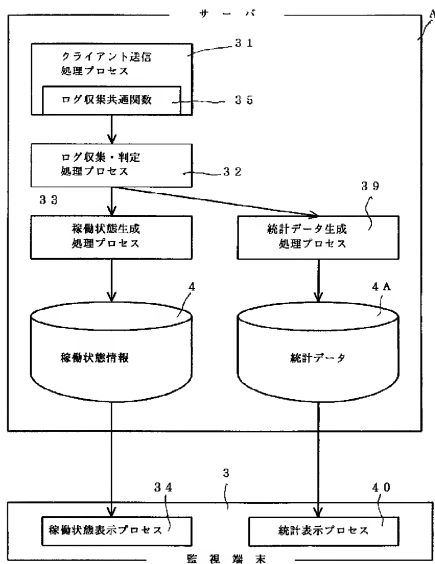 サーバ
A
クライアント送信
処理プロセス
31
ログ収集共通関数
35
ログ収集・判定
処理プロセス
32
33
39
稼働状態生成
処理プロセス
統計データ生成
処理プロセス
4
4A
稼働状態情報
統計データ
34
3
40
稼働状態表示プロセス
統計表示プロセス
監視端末